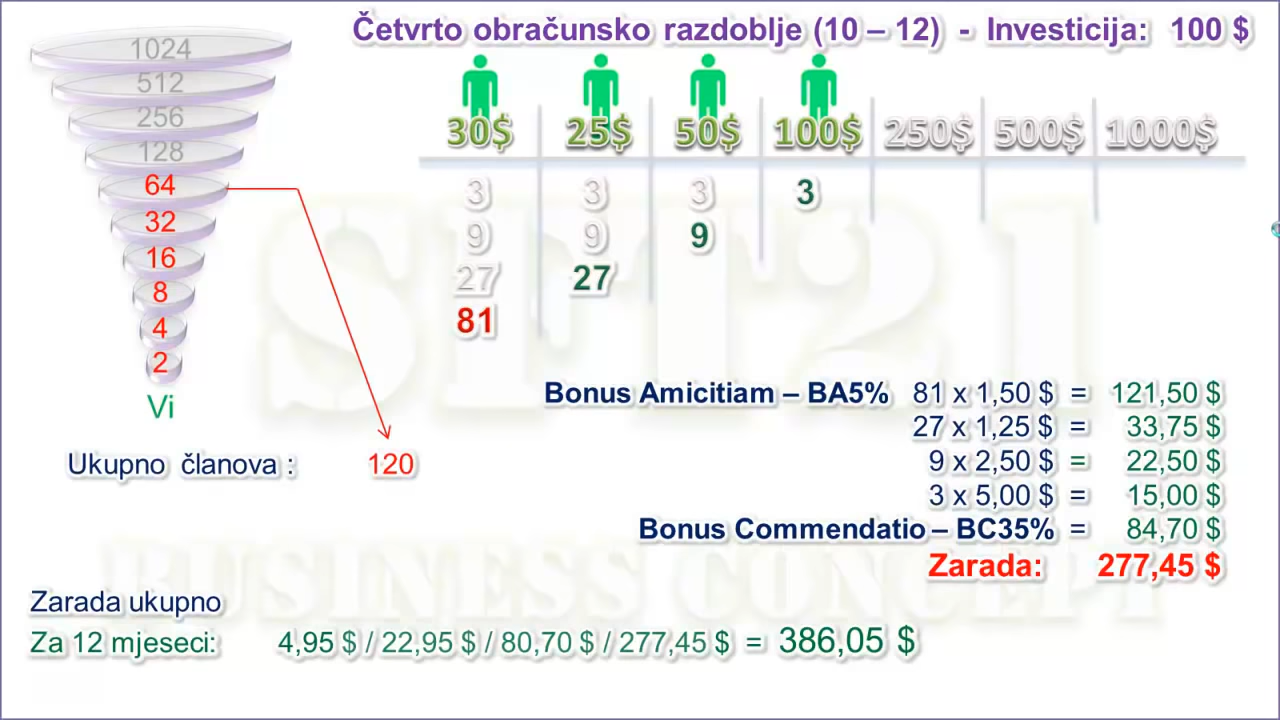 Četvrto obračunsko razdoblje (10 – 12) - Investicija: 100 $
1024
512
256
128
64
32
16
8
4
2
Vi
Ukupno članova : 120
30$ 25$ 50$ 100$ 250$ 500$ 1000$
3 3 3 3
9 9 9
27 27
81
SFT21
BUSINESS CONCEPT
Bonus Amicitiam – BA5% 81 x 1,50 $ = 121,50 $
27 x 1,25 $ = 33,75 $
9 x 2,50 $ = 22,50 $
3 x 5,00 $ = 15,00 $
Bonus Commendatio – BC35% = 84,70 $
Zarada: 277,45 $
Zarada ukupno
Za 12 mjeseci: 4,95 $ / 22,95 $ / 80,70 $ / 277,45 $ = 386,05 $